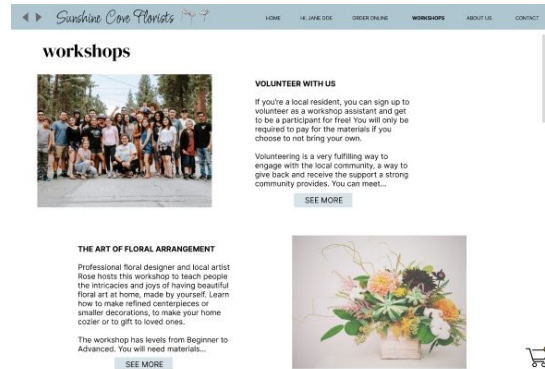 Sunshine Cove Florists
HOME HI, JANE DOE ORDER ONLINE WORKSHOPS ABOUT US CONTACT
workshops
VOLUNTEER WITH US
If you're a local resident, you can sign up to
volunteer as a workshop assistant and get
to be a participant for free! You will only be
required to pay for the materials if you
choose to not bring your own.
Volunteering is a very fulfilling way to
engage with the local community, a way to
give back and receive the support a strong
community provides. You can meet...
SEE MORE
THE ART OF FLORAL ARRANGEMENT
Professional floral designer and local artist
Rose hosts this workshop to teach people
the intricacies and joys of having beautiful
floral art at home, made by yourself. Learn
how to make refined centerpieces or
smaller decorations, to make your home
cozier or to gift to loved ones.
The workshop has levels from Beginner to
Advanced. You will need materials...
SEE MORE